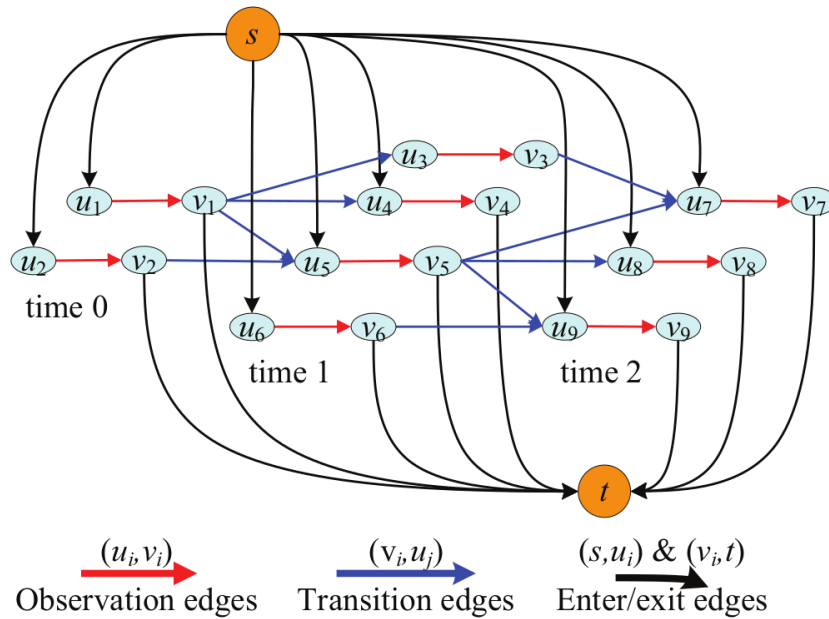 s
u3 v3
u1 v1 u4 v4 u7 v7
u2 v2 u5 v5 u8 v8
time 0
u6 v6 u9 v9
time 1 time 2
t
(ui,vi) (vi,uj) (s,ui) & (vi,t)
Observation edges Transition edges Enter/exit edges